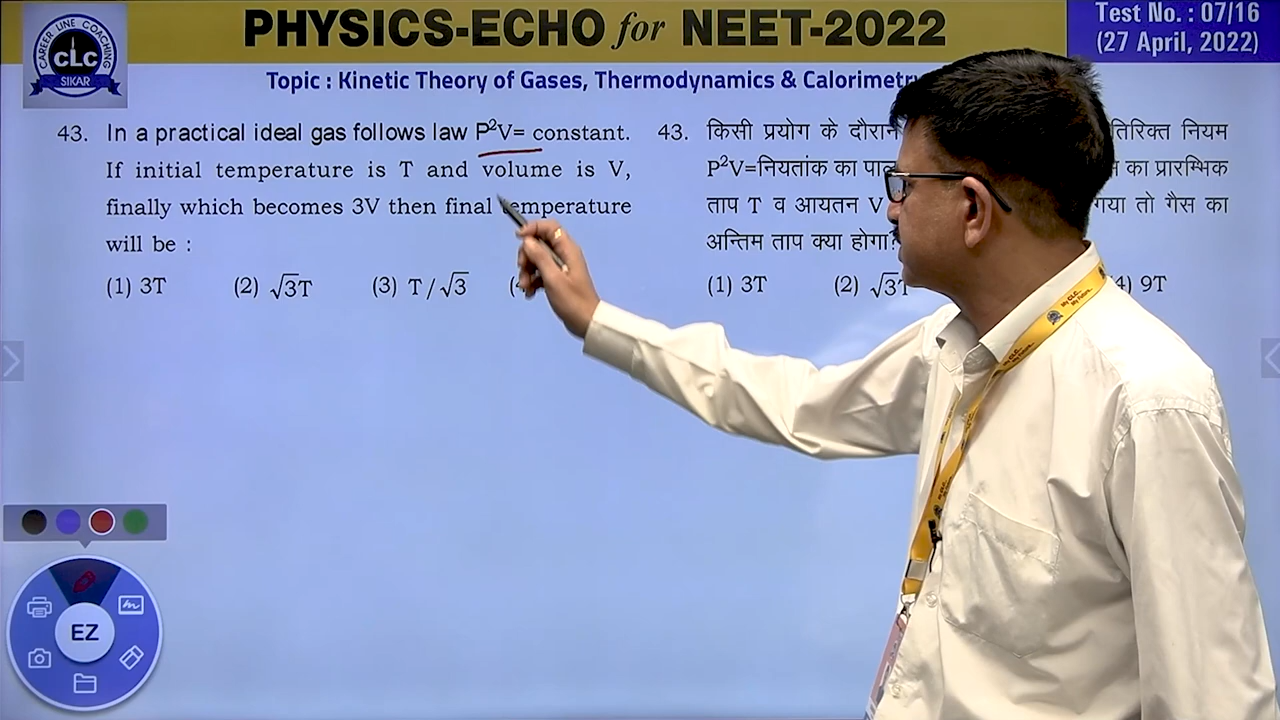 PHYSICS-ECHO for NEET-2022
Test No. : 07/16
(27 April, 2022)
CAREER LINE COACHING
cLc
SIKAR
Topic : Kinetic Theory of Gases, Thermodynamics & Calorimetry
43. In a practical ideal gas follows law P²V= constant.
If initial temperature is T and volume is V,
finally which becomes 3V then final temperature
will be :
(1) 3T (2) √3T (3) T/√3
43. किसी प्रयोग के दौरान नियम
P²V=नियतांक का का प्रारम्भिक
ताप T व आयतन V गया तो गैस का
अन्तिम ताप क्या होगा?
(1) 3T (2) √3T 4) 9T
EZ